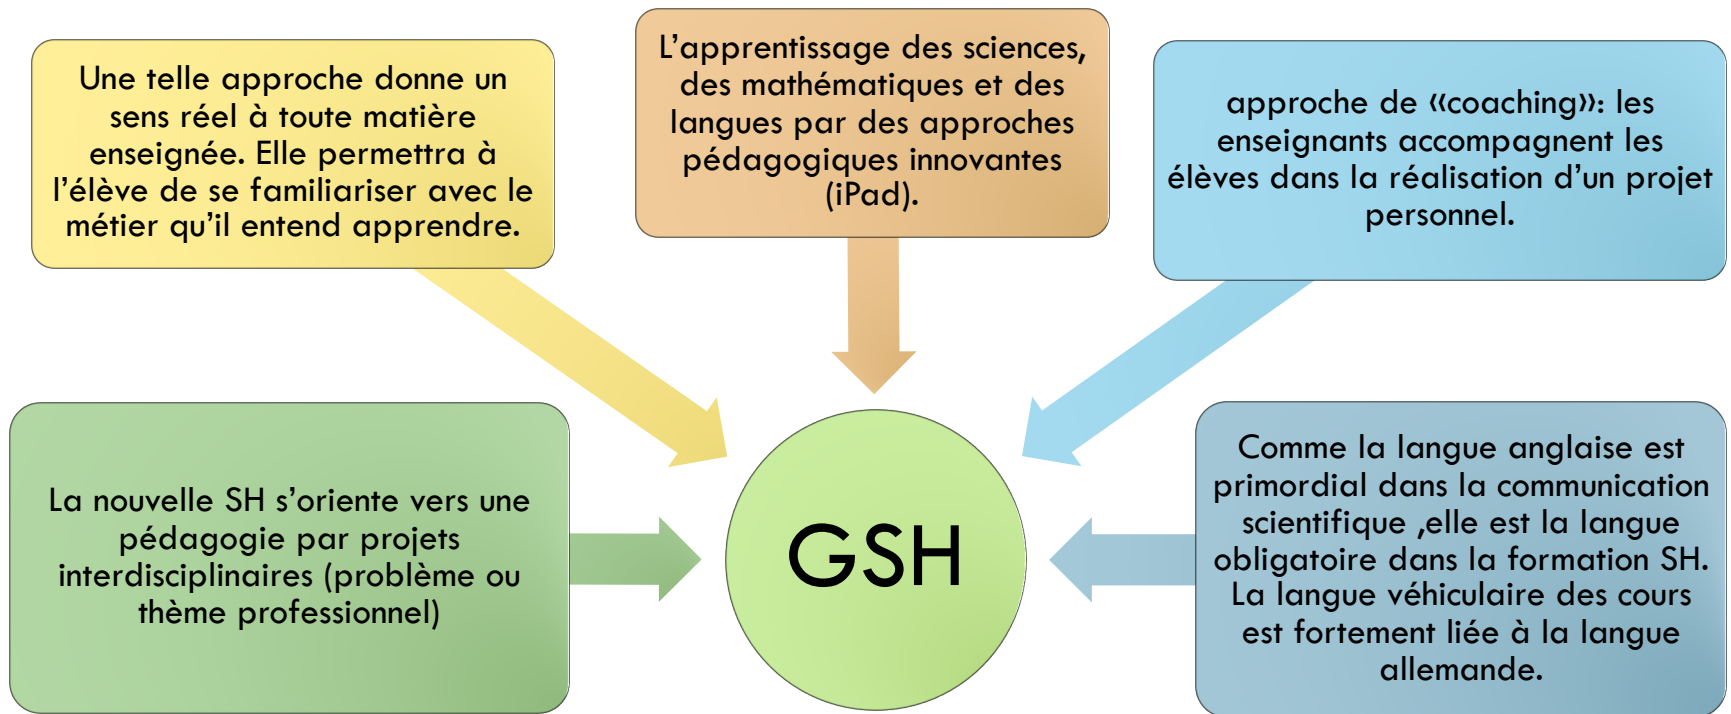 Une telle approche donne un
sens réel à toute matière
enseignée. Elle permettra à
l’élève de se familiariser avec le
métier qu’il entend apprendre.
L’apprentissage des sciences,
des mathématiques et des
langues par des approches
pédagogiques innovantes
(iPad).
approche de «coaching»: les
enseignants accompagnent les
élèves dans la réalisation d’un projet
personnel.
La nouvelle SH s’oriente vers une
pédagogie par projets
interdisciplinaires (problème ou
thème professionnel)
GSH
Comme la langue anglaise est
primordial dans la communication
scientifique ,elle est la langue
obligatoire dans la formation SH.
La langue véhiculaire des cours
est fortement liée à la langue
allemande.